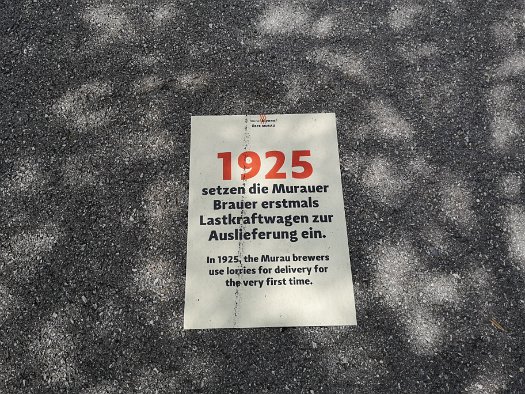 1925
setzen die Murauer
Brauer erstmals
Lastkraftwagen zur
Auslieferung ein.
In 1925, the Murau brewers
use lorries for delivery for
the very first time.